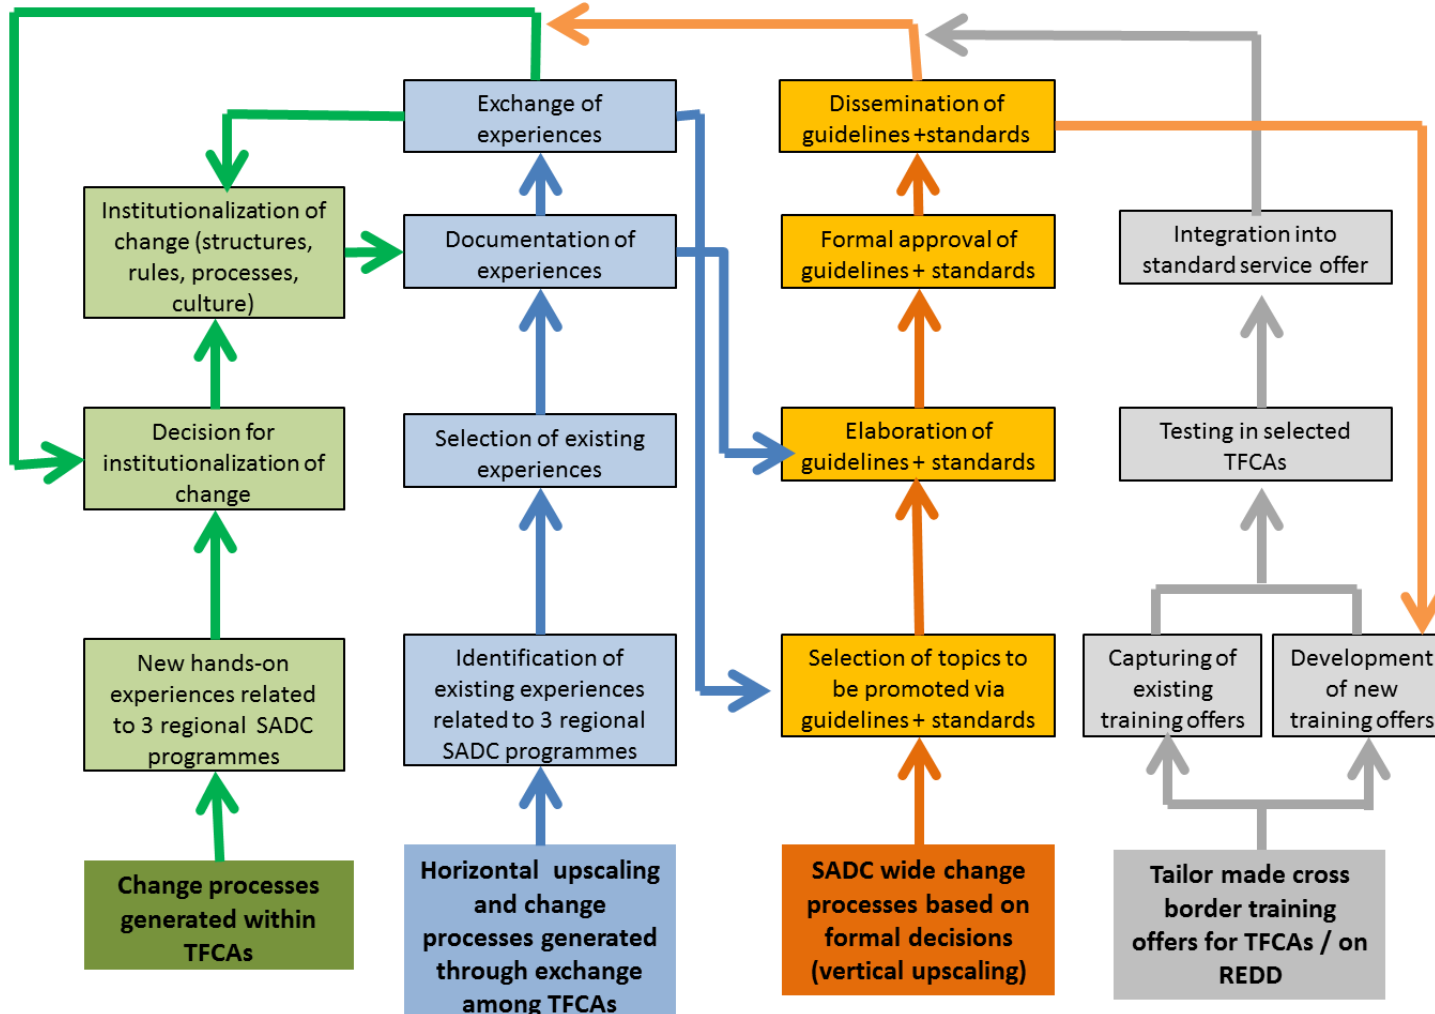 Exchange of
experiences
Dissemination of
guidelines +standards
Institutionalization of
change (structures,
rules, processes,
culture)
Documentation of
experiences
Formal approval of
guidelines + standards
Integration into
standard service offer
Decision for
institutionalization of
change
Selection of existing
experiences
Elaboration of
guidelines + standards
Testing in selected
TFCAs
New hands-on
experiences related
to 3 regional SADC
programmes
Identification of
existing experiences
related to 3 regional
SADC programmes
Selection of topics to
be promoted via
guidelines + standards
Capturing of
existing
training offers
Development
of new
training offers
Change processes
generated within
TFCAs
Horizontal upscaling
and change
processes generated
through exchange
among TFCAs
SADC wide change
processes based on
formal decisions
(vertical upscaling)
Tailor made cross
border training
offers for TFCAs / on
REDD